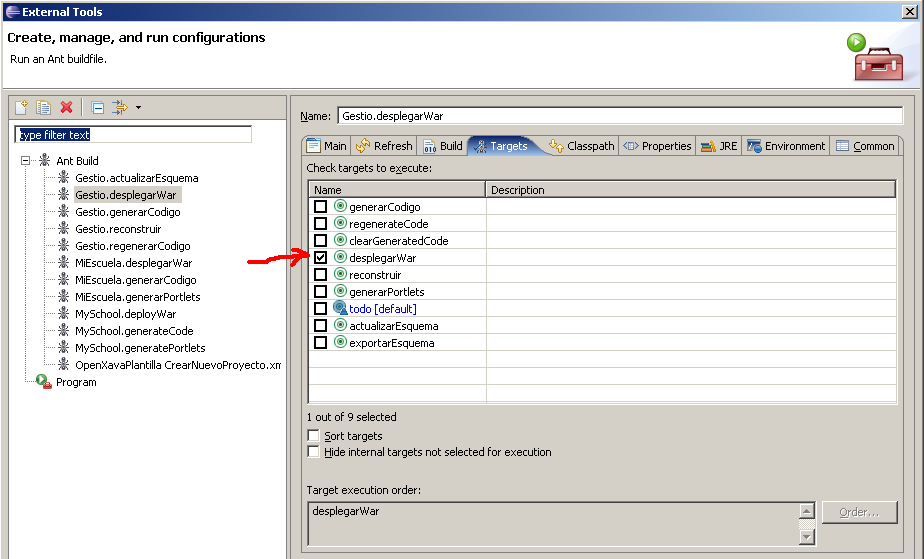 External Tools
Create, manage, and run configurations
Run an Ant buildfile.
type filter text
Ant Build
Gestio.actualizarEsquema
Gestio.desplegarWar
Gestio.generarCodigo
Gestio.reconstruir
Gestio.regenerarCodigo
MiEscuela.desplegarWar
MiEscuela.generarCodigo
MiEscuela.generarPortlets
MySchool.deployWar
MySchool.generateCode
MySchool.generatePortlets
OpenXavaPlantilla CrearNuevoProyecto.xm
Program
Name: Gestio.desplegarWar
Main Refresh Build Targets Classpath Properties JRE Environment Common
Check targets to execute:
Name Description
generarCodigo
regenerateCode
clearGeneratedCode
desplegarWar
reconstruir
generarPortlets
todo [default]
actualizarEsquema
exportarEsquema
1 out of 9 selected
Sort targets
Hide internal targets not selected for execution
Target execution order:
desplegarWar
Order...